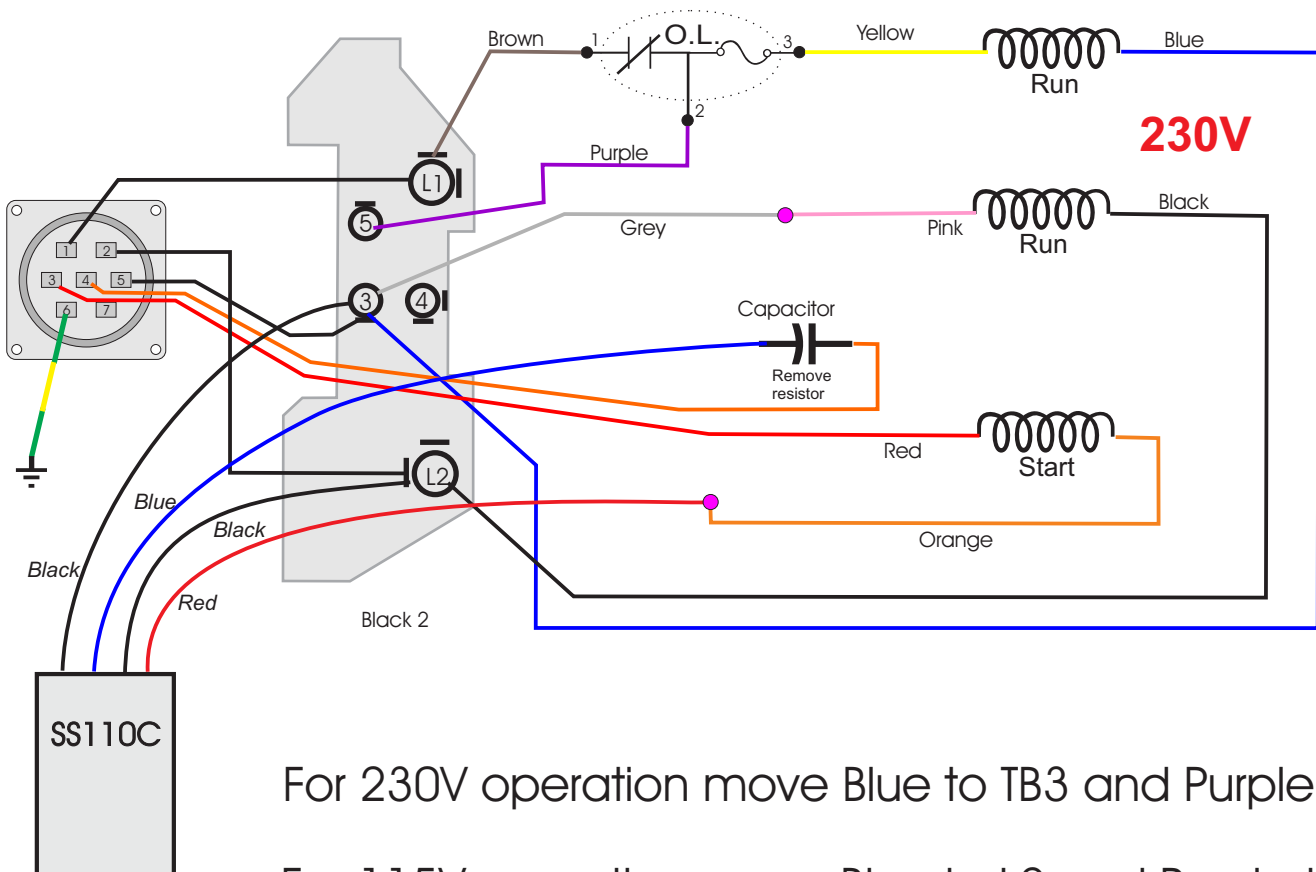 Brown
1
O.L.
3
Yellow
Blue
Run
2
230V
Purple
L1
5
Grey
Pink
Black
Run
1
2
3
4
5
6
7
3
4
Capacitor
Remove
resistor
Red
Start
L2
Blue
Black
Orange
Black
Red
Black 2
SS110C
For 230V operation move Blue to TB3 and Purple